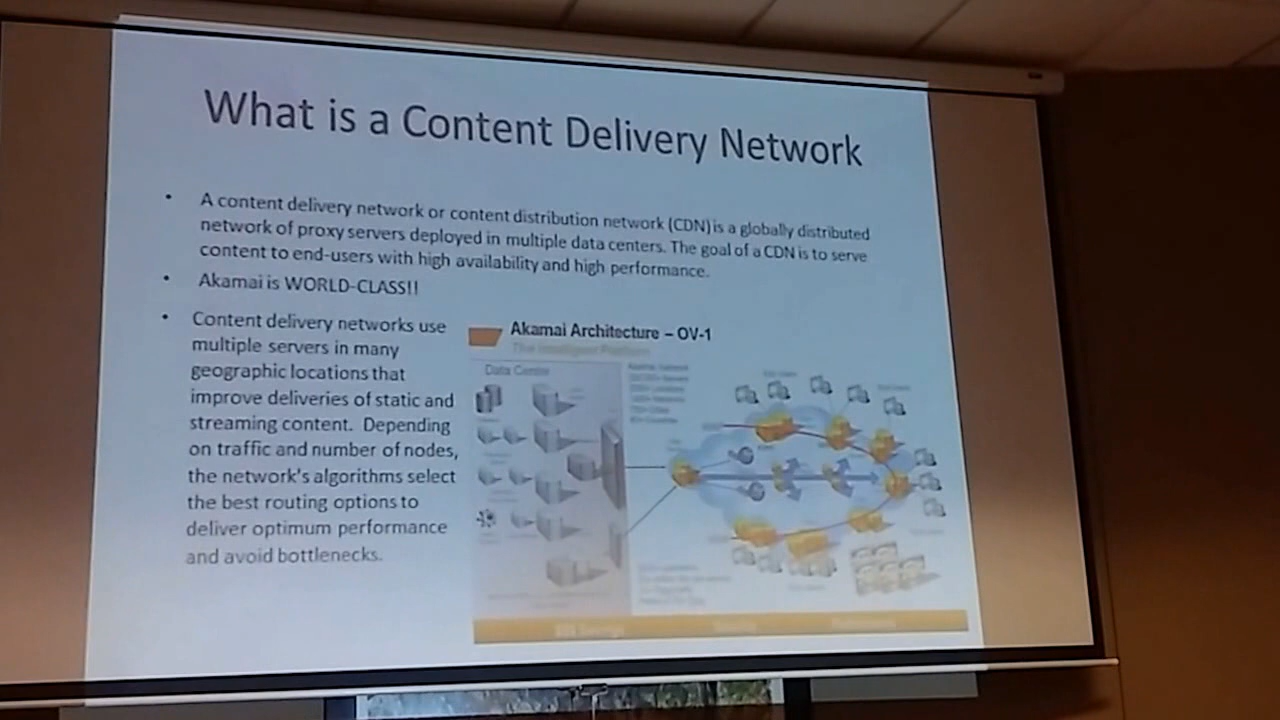 What is a Content Delivery Network
• A content delivery network or content distribution network (CDN) is a globally distributed
network of proxy servers deployed in multiple data centers. The goal of a CDN is to serve
content to end-users with high availability and high performance.
• Akamai is WORLD-CLASS!!
• Content delivery networks use
multiple servers in many
geographic locations that
improve deliveries of static and
streaming content. Depending
on traffic and number of nodes,
the network's algorithms select
the best routing options to
deliver optimum performance
and avoid bottlenecks.
Akamai Architecture – OV-1
The Intelligent Platform
Data Center